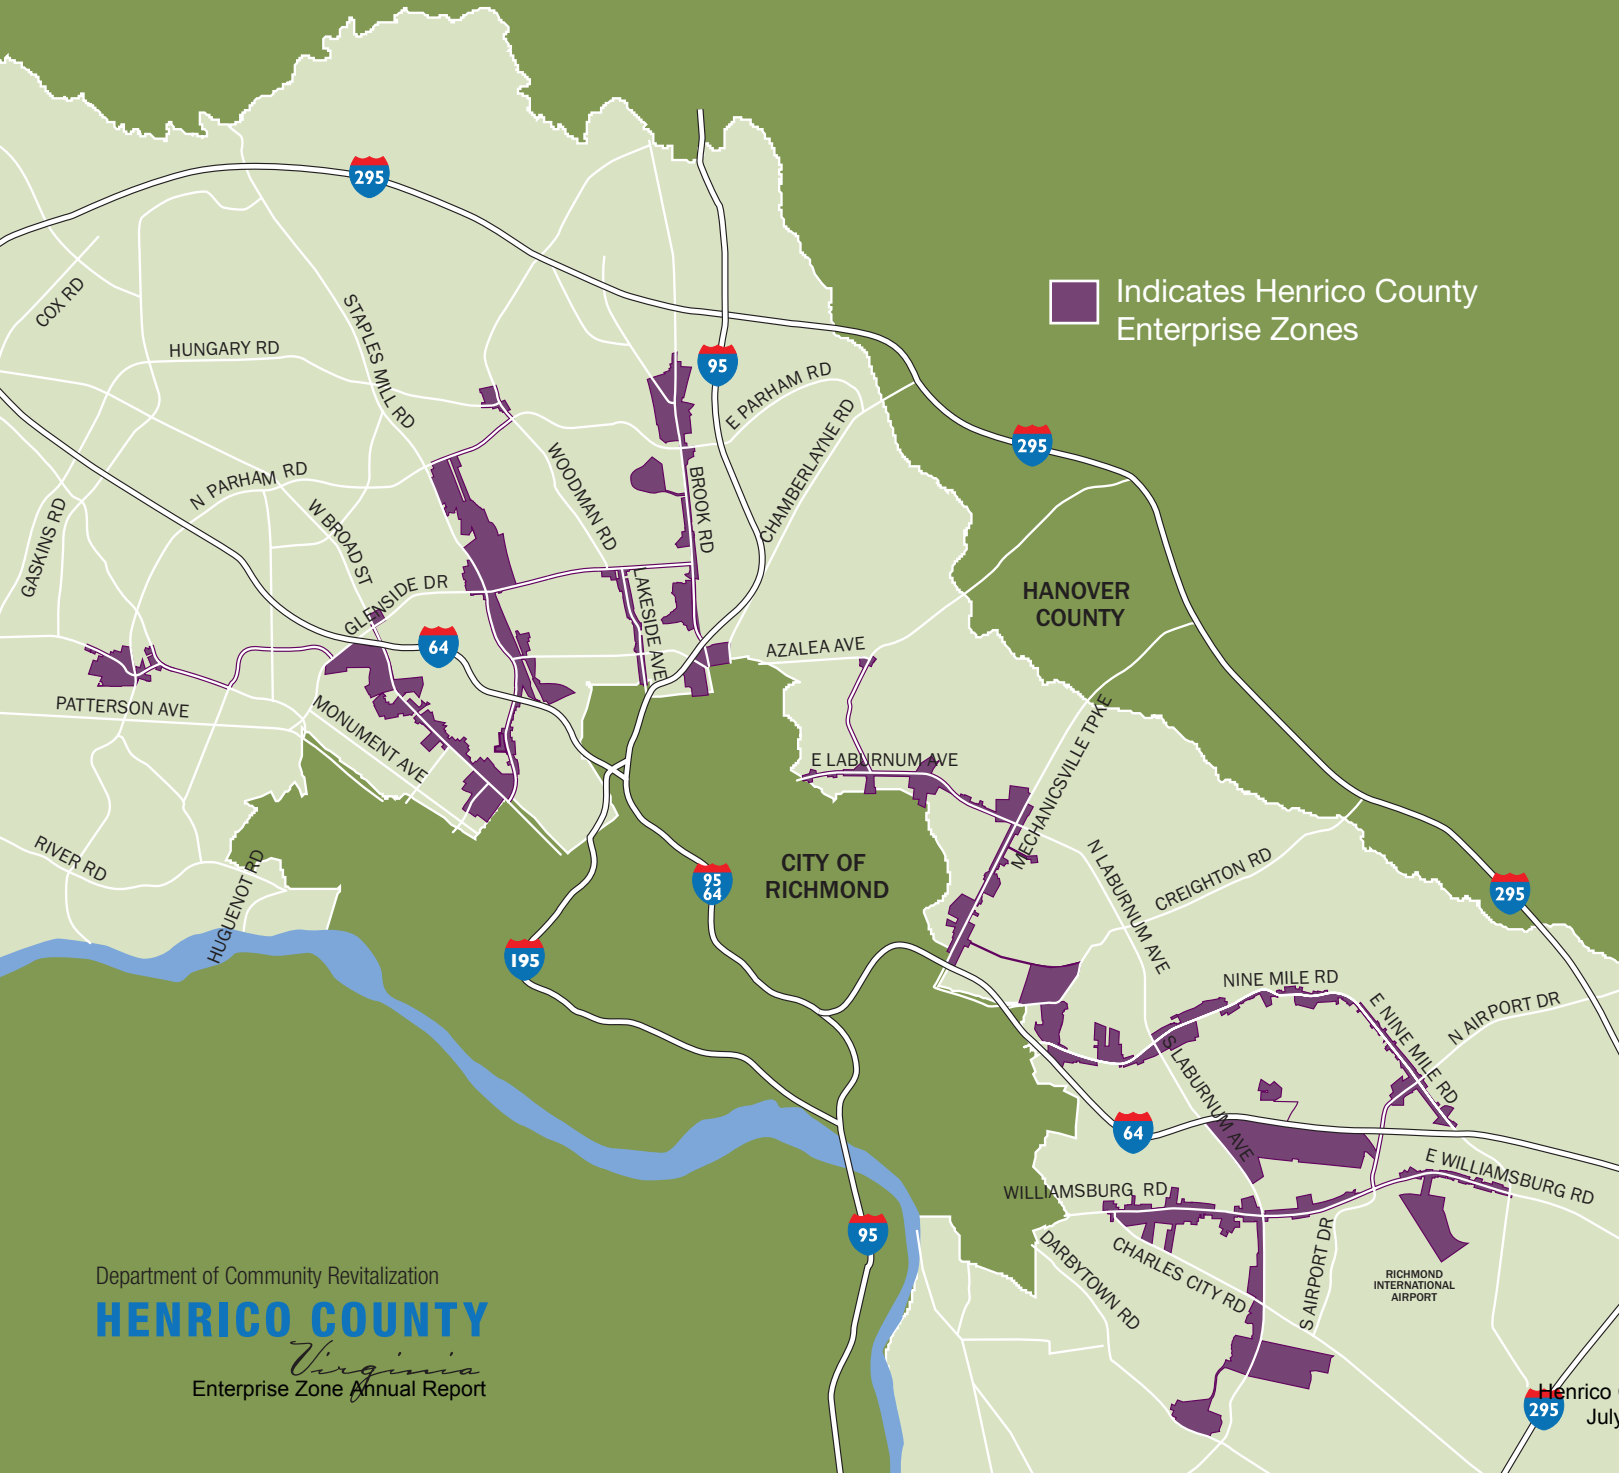 295
COX RD
HUNGARY RD
STAPLES MILL RD
95
E PARHAM RD
CHAMBERLAYNE RD
Indicates Henrico County
Enterprise Zones
295
N PARHAM RD
W BROAD ST
GASKINS RD
WOODMAN RD
BROOK RD
GLENSIDE DR
LAKESIDE AVE
64
HANOVER
COUNTY
AZALEA AVE
PATTERSON AVE
MONUMENT AVE
E LABURNUM AVE
MECHANICSVILLE TPKE
RIVER RD
HUGUENOT RD
CITY OF
RICHMOND
95
64
195
N LABURNUM AVE
CREIGHTON RD
295
NINE MILE RD
E NINE MILE RD
N AIRPORT DR
S LABURNUM AVE
64
E WILLIAMSBURG RD
WILLIAMSBURG RD
95
DARBYTOWN RD
CHARLES CITY RD
S AIRPORT DR
RICHMOND
INTERNATIONAL
AIRPORT
Department of Community Revitalization
HENRICO COUNTY
Virginia
Enterprise Zone Annual Report
295
Henrico
July